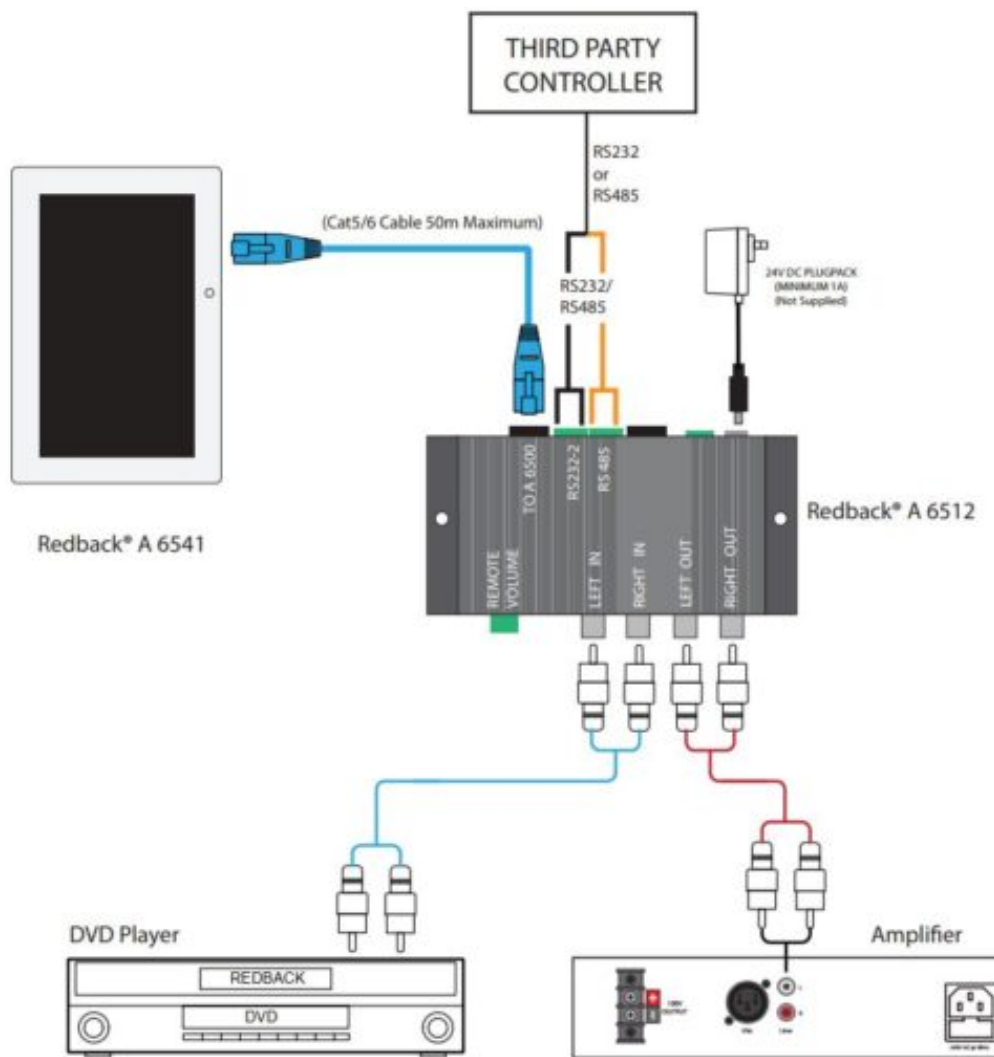 THIRD PARTY
CONTROLLER
RS232
or
RS485
(Cat5/6 Cable 50m Maximum)
24V DC PLUGPACK
(MINIMUM 1A)
(Not Supplied)
RS232/
RS485
TO A 6500
RS232-2
RS 485
Redback® A 6512
Redback® A 6541
REMOTE
VOLUME
LEFT IN
RIGHT IN
LEFT OUT
RIGHT OUT
DVD Player
Amplifier
REDBACK
DVD
100V
OUTPUT